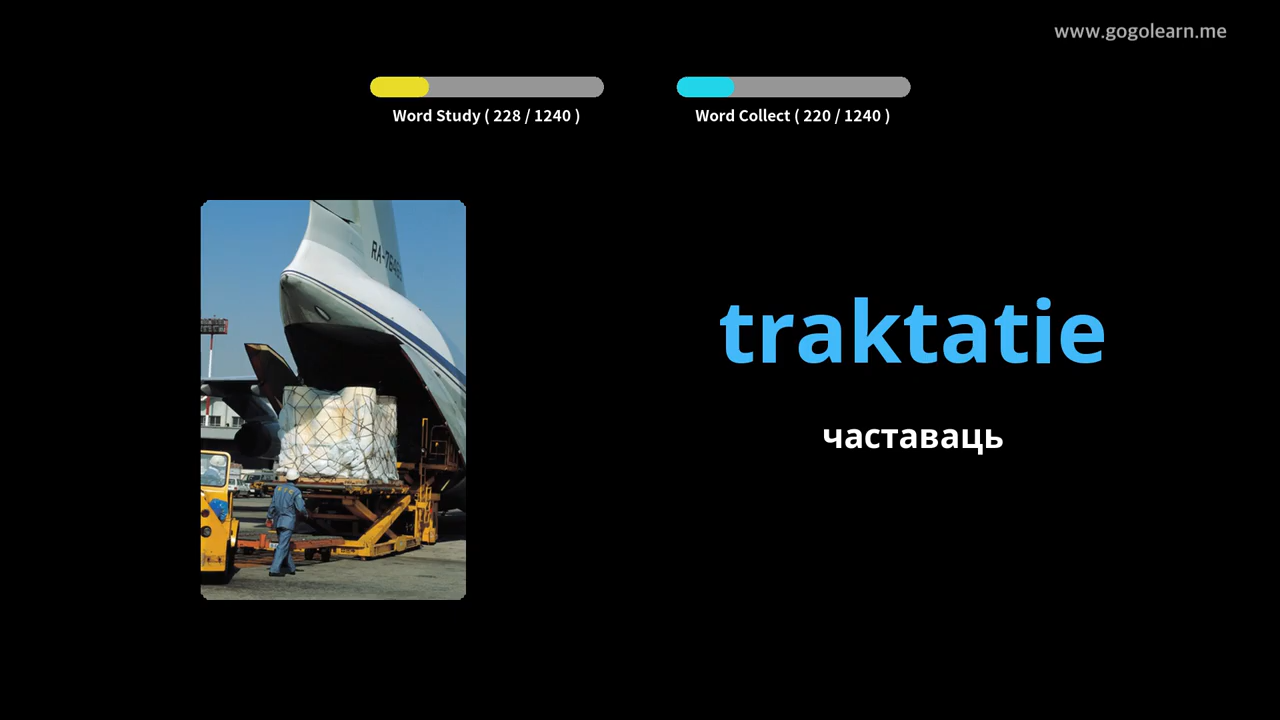 www.gogolearn.me
Word Study ( 228 / 1240 )
Word Collect ( 220 / 1240 )
traktatie
частаваць